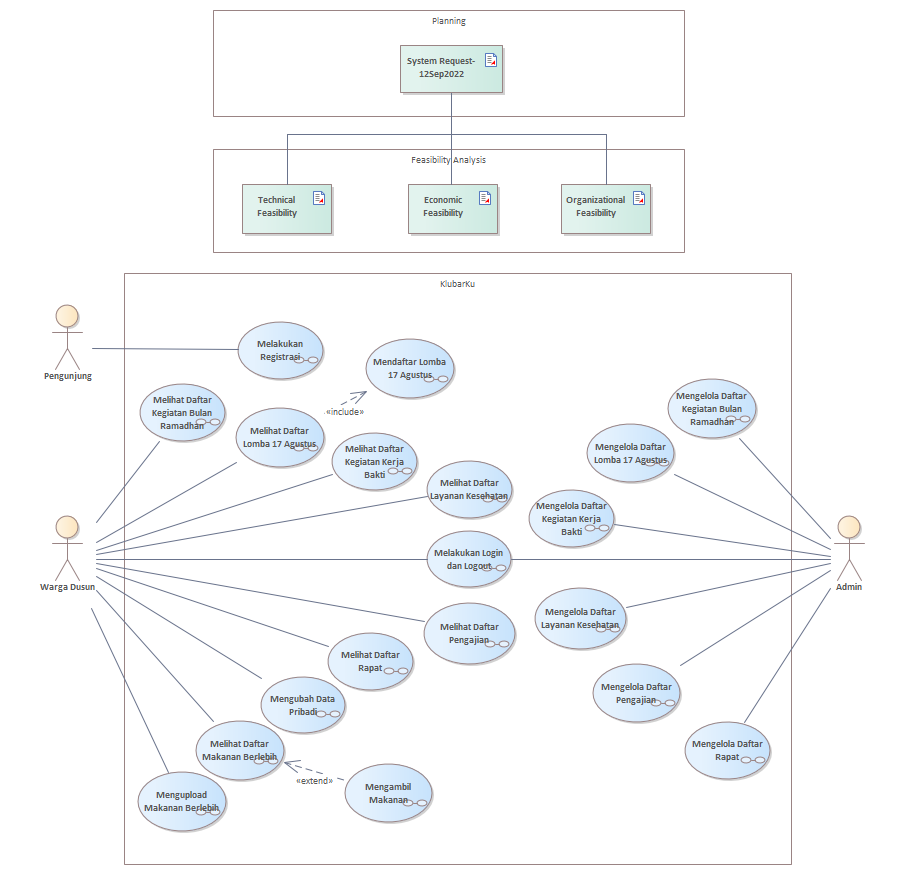 Planning
System Request-
12Sep2022
Feasibility Analysis
Technical
Feasibility
Economic
Feasibility
Organizational
Feasibility
KlubarKu
Pengunjung
Melakukan
Registrasi
Mendaftar Lomba
17 Agustus
«include»
Melihat Daftar
Kegiatan Bulan
Ramadhan
Melihat Daftar
Lomba 17 Agustus
Melihat Daftar
Kegiatan Kerja
Bakti
Melihat Daftar
Layanan Kesehatan
Mengelola Daftar
Kegiatan Bulan
Ramadhan
Mengelola Daftar
Lomba 17 Agustus
Mengelola Daftar
Kegiatan Kerja
Bakti
Warga Dusun
Melakukan Login
dan Logout
Admin
Mengelola Daftar
Layanan Kesehatan
Melihat Daftar
Pengajian
Melihat Daftar
Rapat
Mengelola Daftar
Pengajian
Mengubah Data
Pribadi
Melihat Daftar
Makanan Berlebih
Mengelola Daftar
Rapat
«extend»
Mengupload
Makanan Berlebih
Mengambil
Makanan